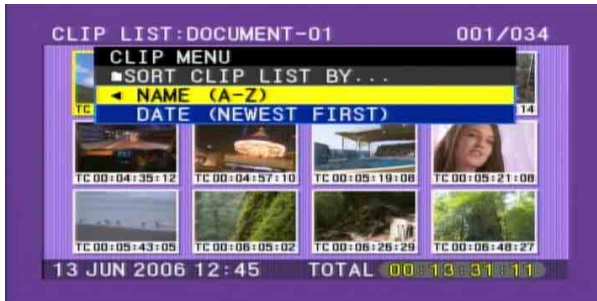 CLIP LIST:DOCUMENT-01 001/034
CLIP MENU
SORT CLIP LIST BY...
◄ NAME (A-Z)
DATE (NEWEST FIRST)
TC 14
TC 00:04:35:12 TC 00:04:57:10 TC 00:05:19:08 TC 00:05:21:08
TC 00:05:43:05 TC 00:06:05:02 TC 00:06:26:29 TC 00:06:48:27
13 JUN 2006 12:45 TOTAL 00:13:31:11